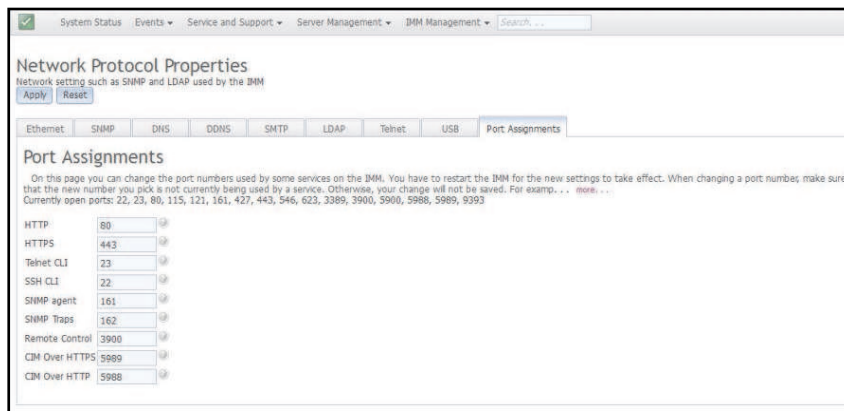 System Status Events Service and Support Server Management IMM Management Search...
Network Protocol Properties
Network setting such as SNMP and LDAP used by the IMM
Apply Reset
Ethernet SNMP DNS DDNS SMTP LDAP Telnet USB Port Assignments
Port Assignments
On this page you can change the port numbers used by some services on the IMM. You have to restart the IMM for the new settings to take effect. When changing a port number, make sure
that the new number you pick is not currently being used by a service. Otherwise, your change will not be saved. For examp... more...
Currently open ports: 22, 23, 80, 115, 121, 161, 427, 443, 546, 623, 3389, 3900, 5900, 5988, 5989, 9393
HTTP 80
HTTPS 443
Telnet CLI 23
SSH CLI 22
SNMP agent 161
SNMP Traps 162
Remote Control 3900
CIM Over HTTPS 5989
CIM Over HTTP 5988